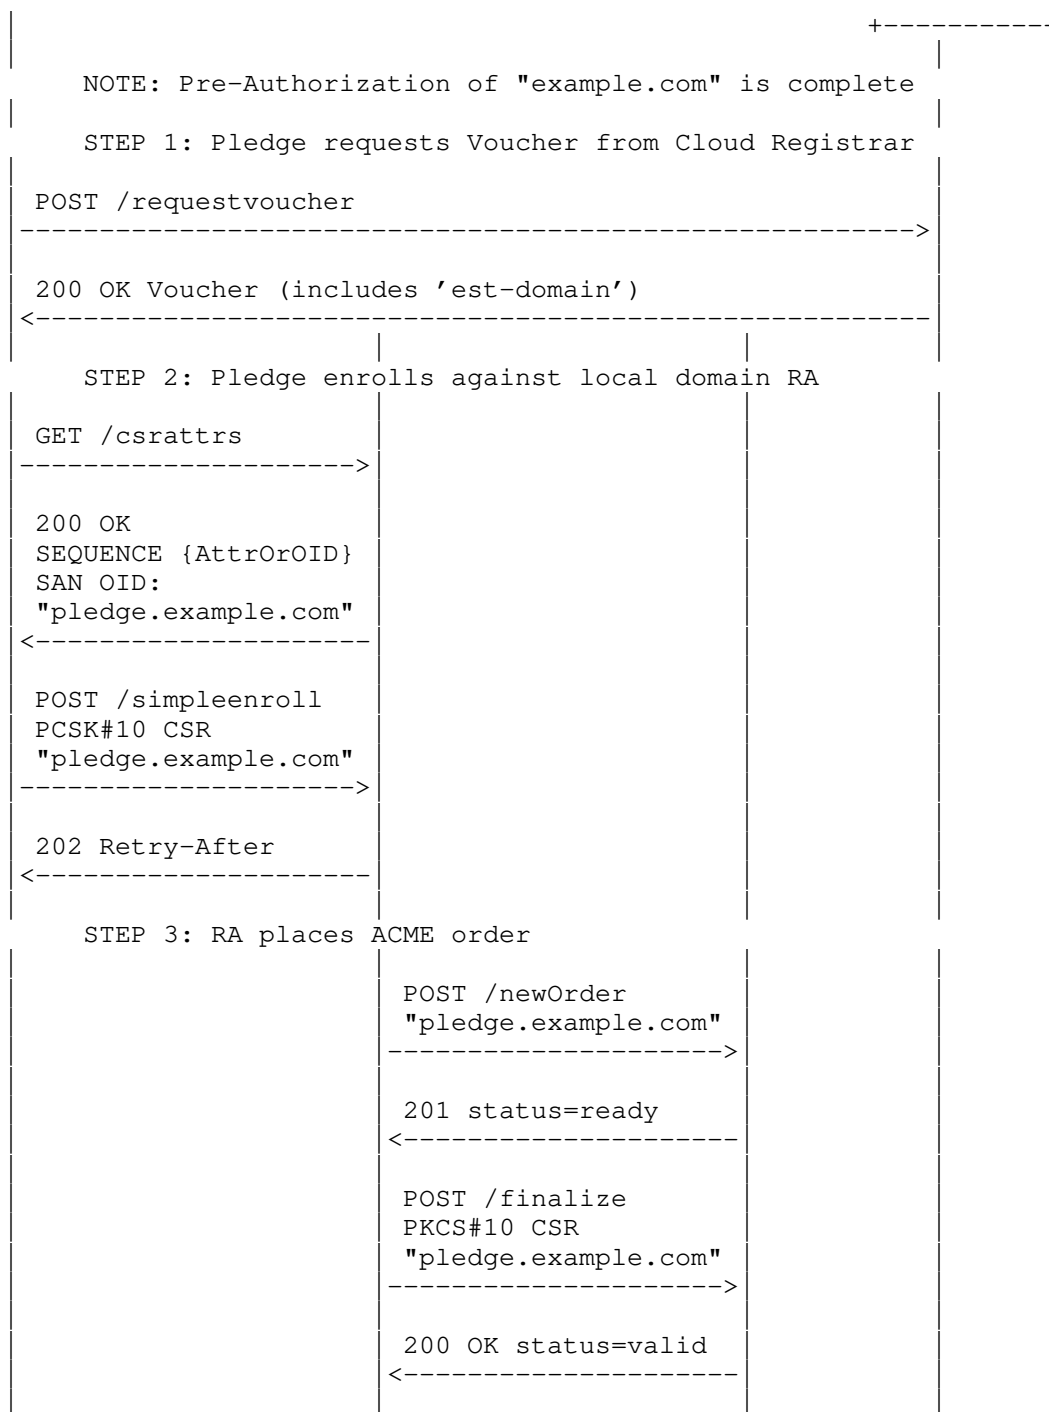 NOTE: Pre-Authorization of "example.com" is complete
STEP 1: Pledge requests Voucher from Cloud Registrar
POST /requestvoucher
200 OK Voucher (includes 'est-domain')
STEP 2: Pledge enrolls against local domain RA
GET /csrattrs
200 OK
SEQUENCE {AttrOrOID}
SAN OID:
"pledge.example.com"
POST /simpleenroll
PCSK#10 CSR
"pledge.example.com"
202 Retry-After
STEP 3: RA places ACME order
POST /newOrder
"pledge.example.com"
201 status=ready
POST /finalize
PKCS#10 CSR
"pledge.example.com"
200 OK status=valid